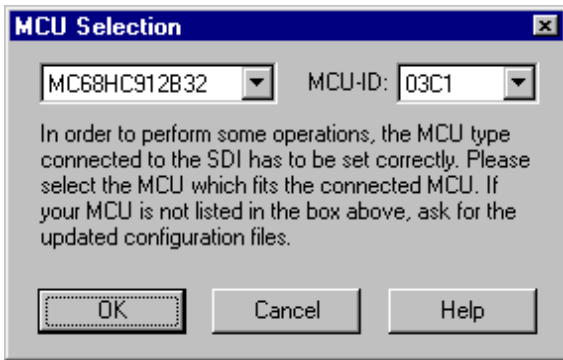 MCU Selection
MC68HC912B32 MCU-ID: 03C1
In order to perform some operations, the MCU type
connected to the SDI has to be set correctly. Please
select the MCU which fits the connected MCU. If
your MCU is not listed in the box above, ask for the
updated configuration files.
OK Cancel Help